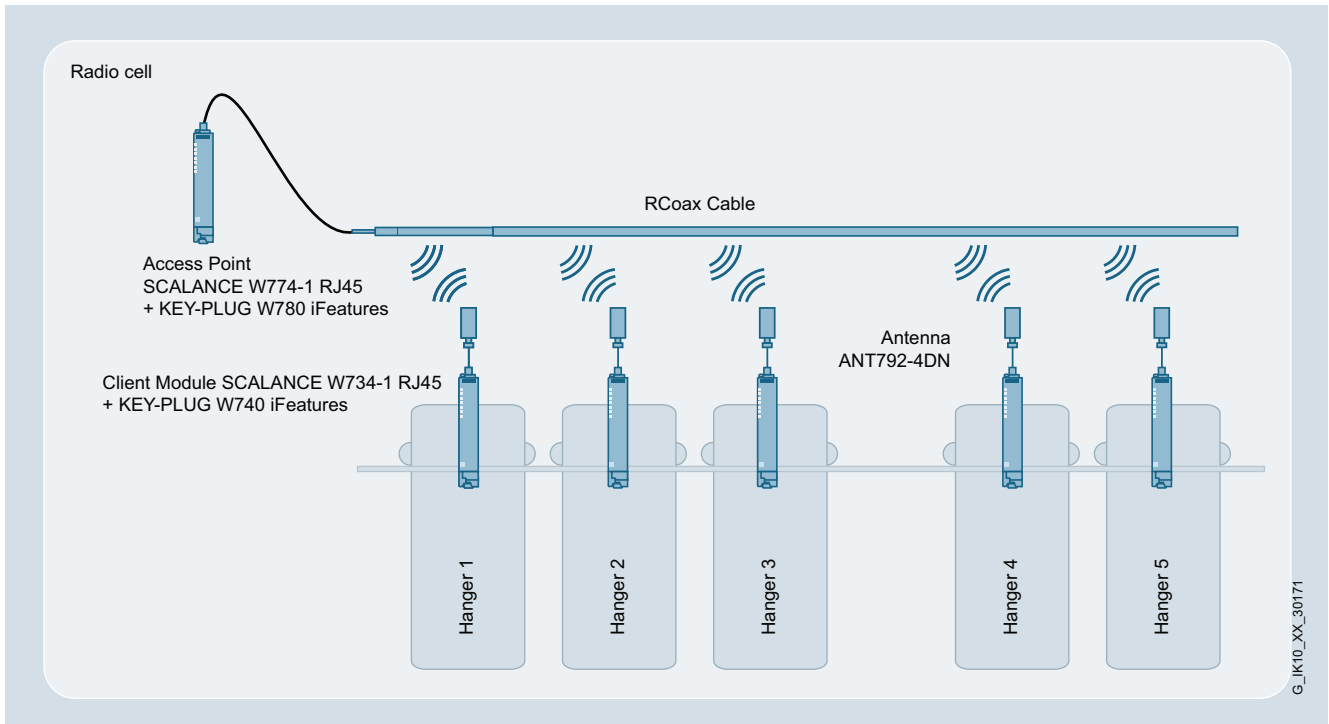 Radio cell
RCoax Cable
Access Point
SCALANCE W774-1 RJ45
+ KEY-PLUG W780 iFeatures
Antenna
ANT792-4DN
Client Module SCALANCE W734-1 RJ45
+ KEY-PLUG W740 iFeatures
Hanger 1
Hanger 2
Hanger 3
Hanger 4
Hanger 5
G_IK10_XX_30171